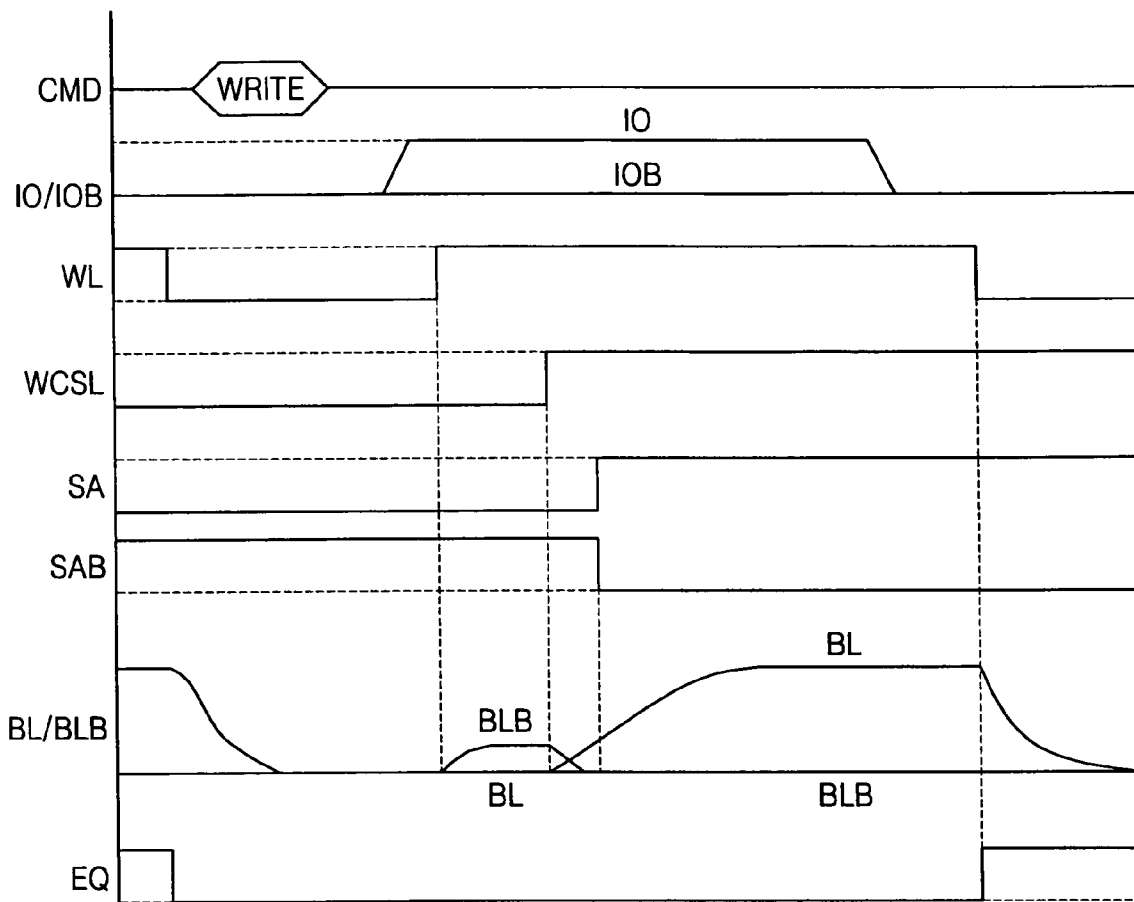 CMD
WRITE
IO
IO/IOB
IOB
WL
WCSL
SA
SAB
BL
BL/BLB
BLB
BL
BLB
EQ